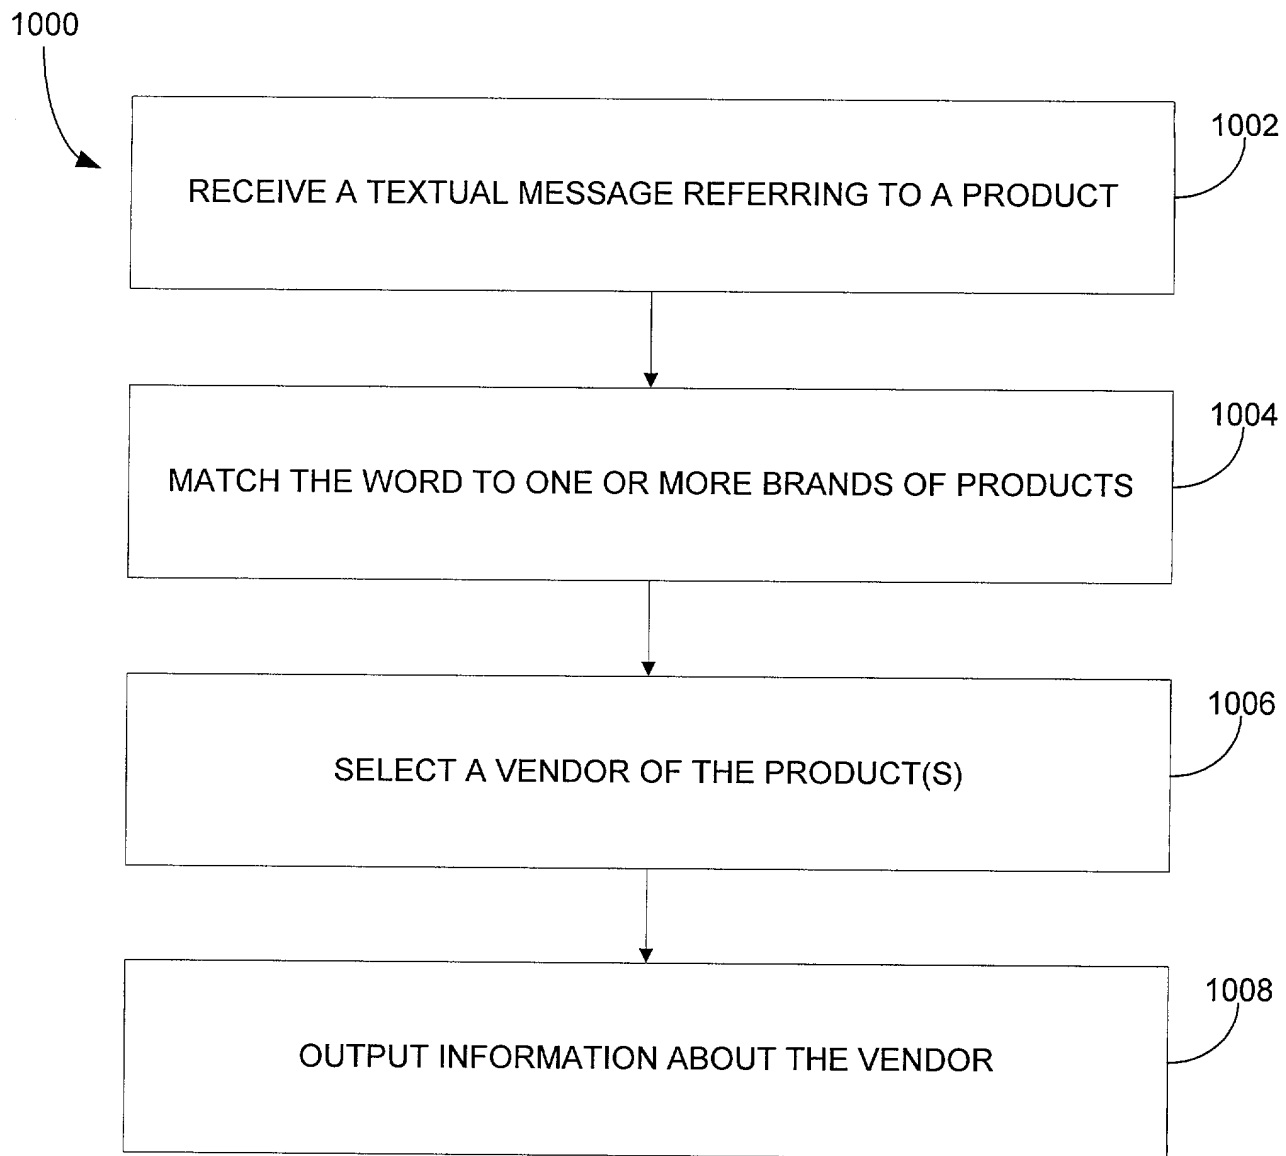 1000
1002
RECEIVE A TEXTUAL MESSAGE REFERRING TO A PRODUCT
1004
MATCH THE WORD TO ONE OR MORE BRANDS OF PRODUCTS
1006
SELECT A VENDOR OF THE PRODUCT(S)
1008
OUTPUT INFORMATION ABOUT THE VENDOR